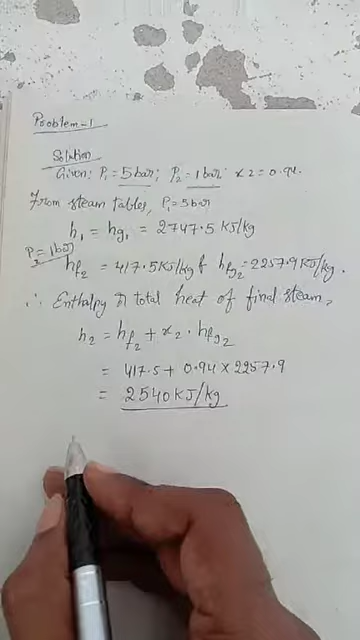 Problem-1
Solution
Given: P₁ = 5 bar; P₂ = 1 bar x2 = 0.94.
From steam tables, P₁ = 5 bar
h₁ = hg₁ = 2747.5 KJ/kg
P₂ = 1 bar
hf₂ = 417.5 KJ/kg & hfg₂ = 2257.9 KJ/kg.
∴ Enthalpy or total heat of final steam,
h₂ = hf₂ + x₂ . hfg₂
= 417.5 + 0.94 × 2257.9
= 2540 KJ/kg